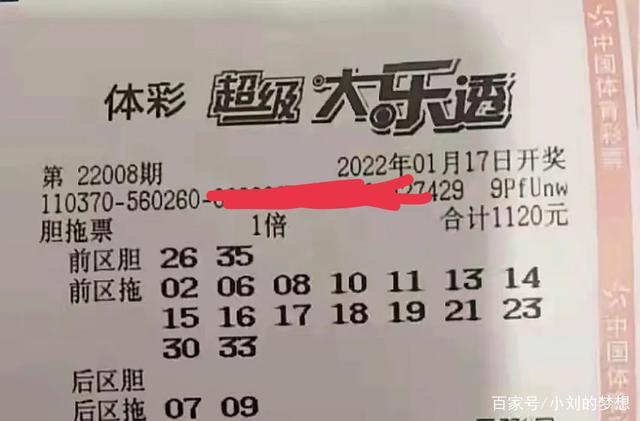 体彩 超级大乐透
第 22008期 2022年01月17日开奖
110370-560260- 27429 9PfUnw
胆拖票 1倍 合计1120元
前区胆 26 35
前区拖 02 06 08 10 11 13 14
15 16 17 18 19 21 23
30 33
后区胆
后区拖 07 09
中国体育彩票
中国体育彩
百家号/小刘的梦想